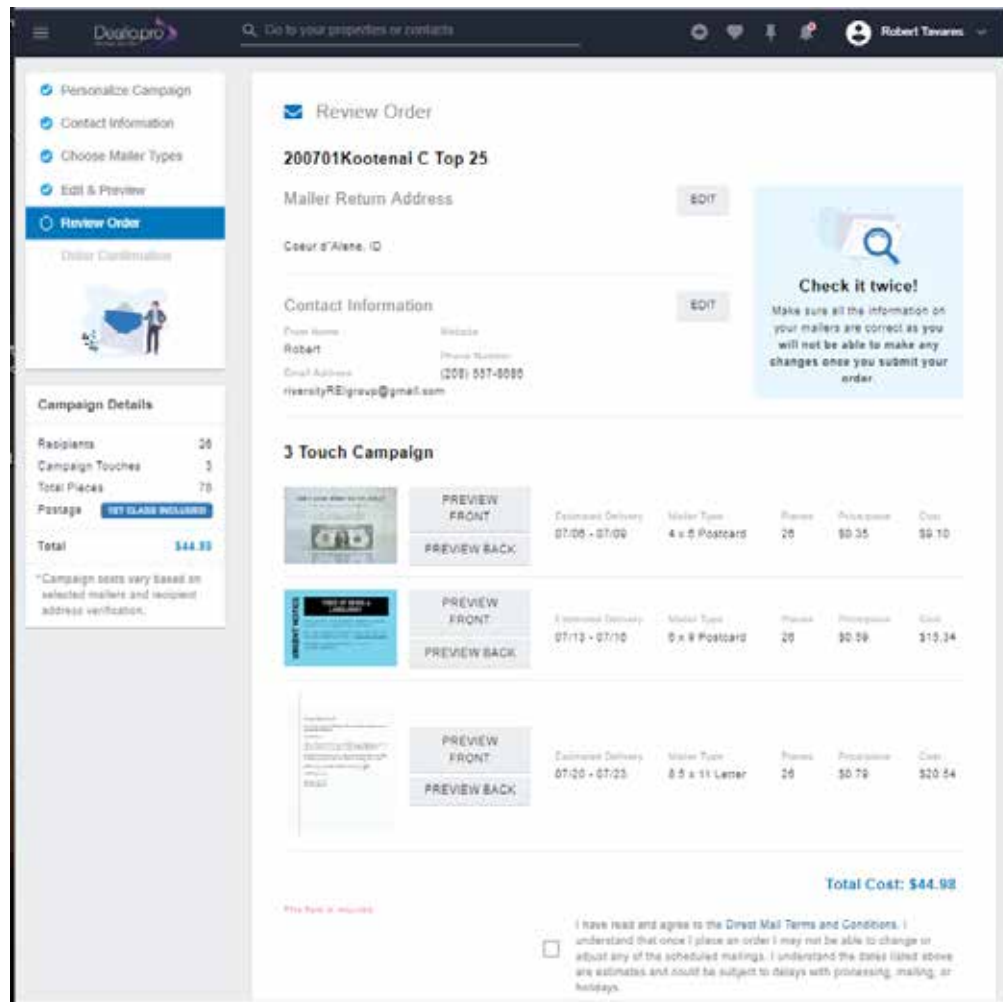 Dealopro
Go to your properties or contacts
Robert Tavares
Personalize Campaign
Contact Information
Choose Mailer Types
Edit & Preview
Review Order
Order Confirmation
Campaign Details
Recipients 26
Campaign Touches 3
Total Pieces 78
Postage 1ST CLASS INCLUDED
Total $44.98
*Campaign costs vary based on
selected mailers and recipient
address verification.
Review Order
200701Kootenai C Top 25
Mailer Return Address
EDIT
Coeur d'Alene, ID
Contact Information
EDIT
From Name Website
Robert
Phone Number
Email Address
riversityREIgroup@gmail.com
Check it twice!
Make sure all the information on
your mailers are correct as you
will not be able to make any
changes once you submit your
order
3 Touch Campaign
PREVIEW
FRONT
PREVIEW BACK
Estimated Delivery Mailer Type Pieces Price/piece Cost
07/06 - 07/09 4 x 6 Postcard 26 $0.35 $9.10
URGENT NOTICE
PREVIEW
FRONT
PREVIEW BACK
Estimated Delivery Mailer Type Pieces Price/piece Cost
07/13 - 07/16 6 x 9 Postcard 26 $0.59 $15.34
PREVIEW
FRONT
PREVIEW BACK
Estimated Delivery Mailer Type Pieces Price/piece Cost
07/20 - 07/23 8.5 x 11 Letter 26 $0.79 $20.54
Total Cost: $44.98
This field is required
I have read and agree to the Direct Mail Terms and Conditions. I
understand that once I place an order I may not be able to change or
adjust any of the scheduled mailings. I understand the dates listed above
are estimates and could be subject to delays with processing, mailing, or
holidays.